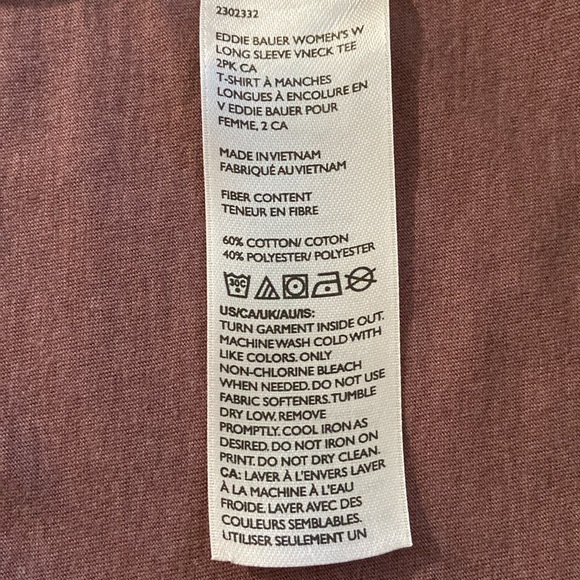 2302332
EDDIE BAUER WOMEN'S W
LONG SLEEVE VNECK TEE
2PK CA
T-SHIRT À MANCHES
LONGUES À ENCOLURE EN
V EDDIE BAUER POUR
FEMME, 2 CA
MADE IN VIETNAM
FABRIQUÉ AU VIETNAM
FIBER CONTENT
TENEUR EN FIBRE
60% COTTON/ COTON
40% POLYESTER/ POLYESTER
30C
US/CA/UK/AU/IS:
TURN GARMENT INSIDE OUT.
MACHINE WASH COLD WITH
LIKE COLORS. ONLY
NON-CHLORINE BLEACH
WHEN NEEDED. DO NOT USE
FABRIC SOFTENERS. TUMBLE
DRY LOW. REMOVE
PROMPTLY. COOL IRON AS
DESIRED. DO NOT IRON ON
PRINT. DO NOT DRY CLEAN.
CA: LAVER À L'ENVERS LAVER
À LA MACHINE À L'EAU
FROIDE. LAVER AVEC DES
COULEURS SEMBLABLES.
UTILISER SEULEMENT UN